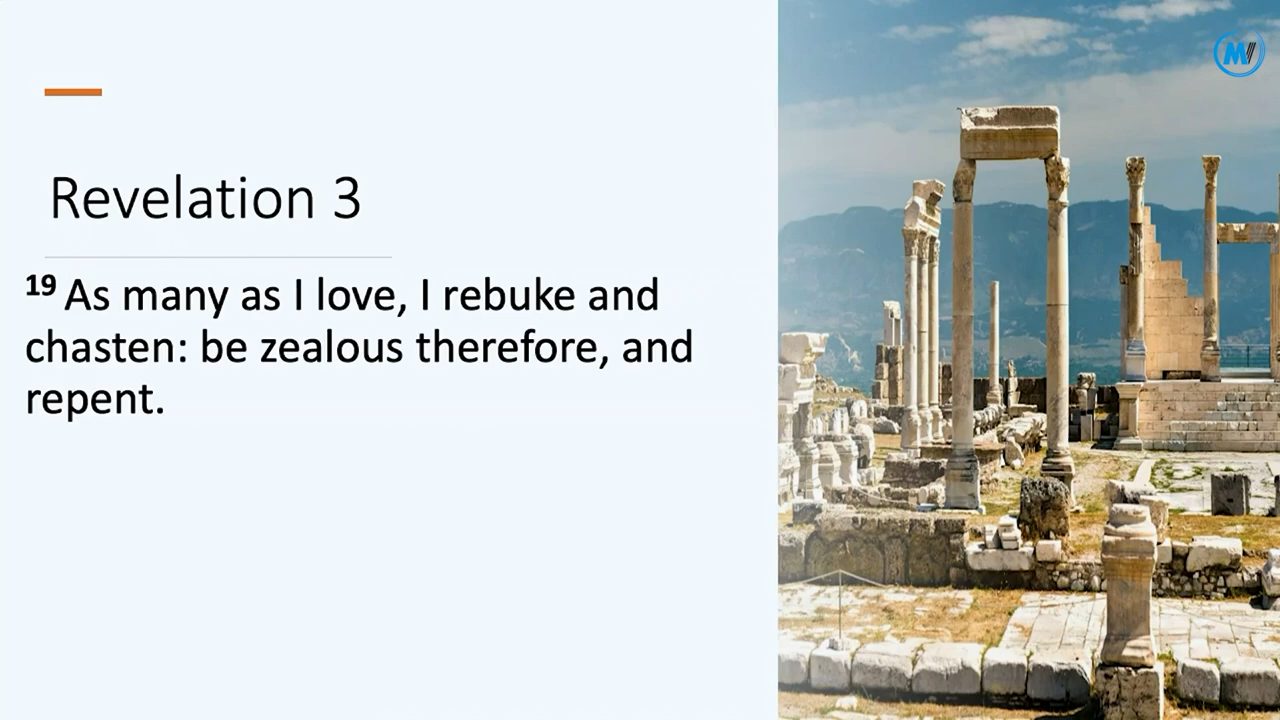 Revelation 3
19 As many as I love, I rebuke and
chasten: be zealous therefore, and
repent.
M